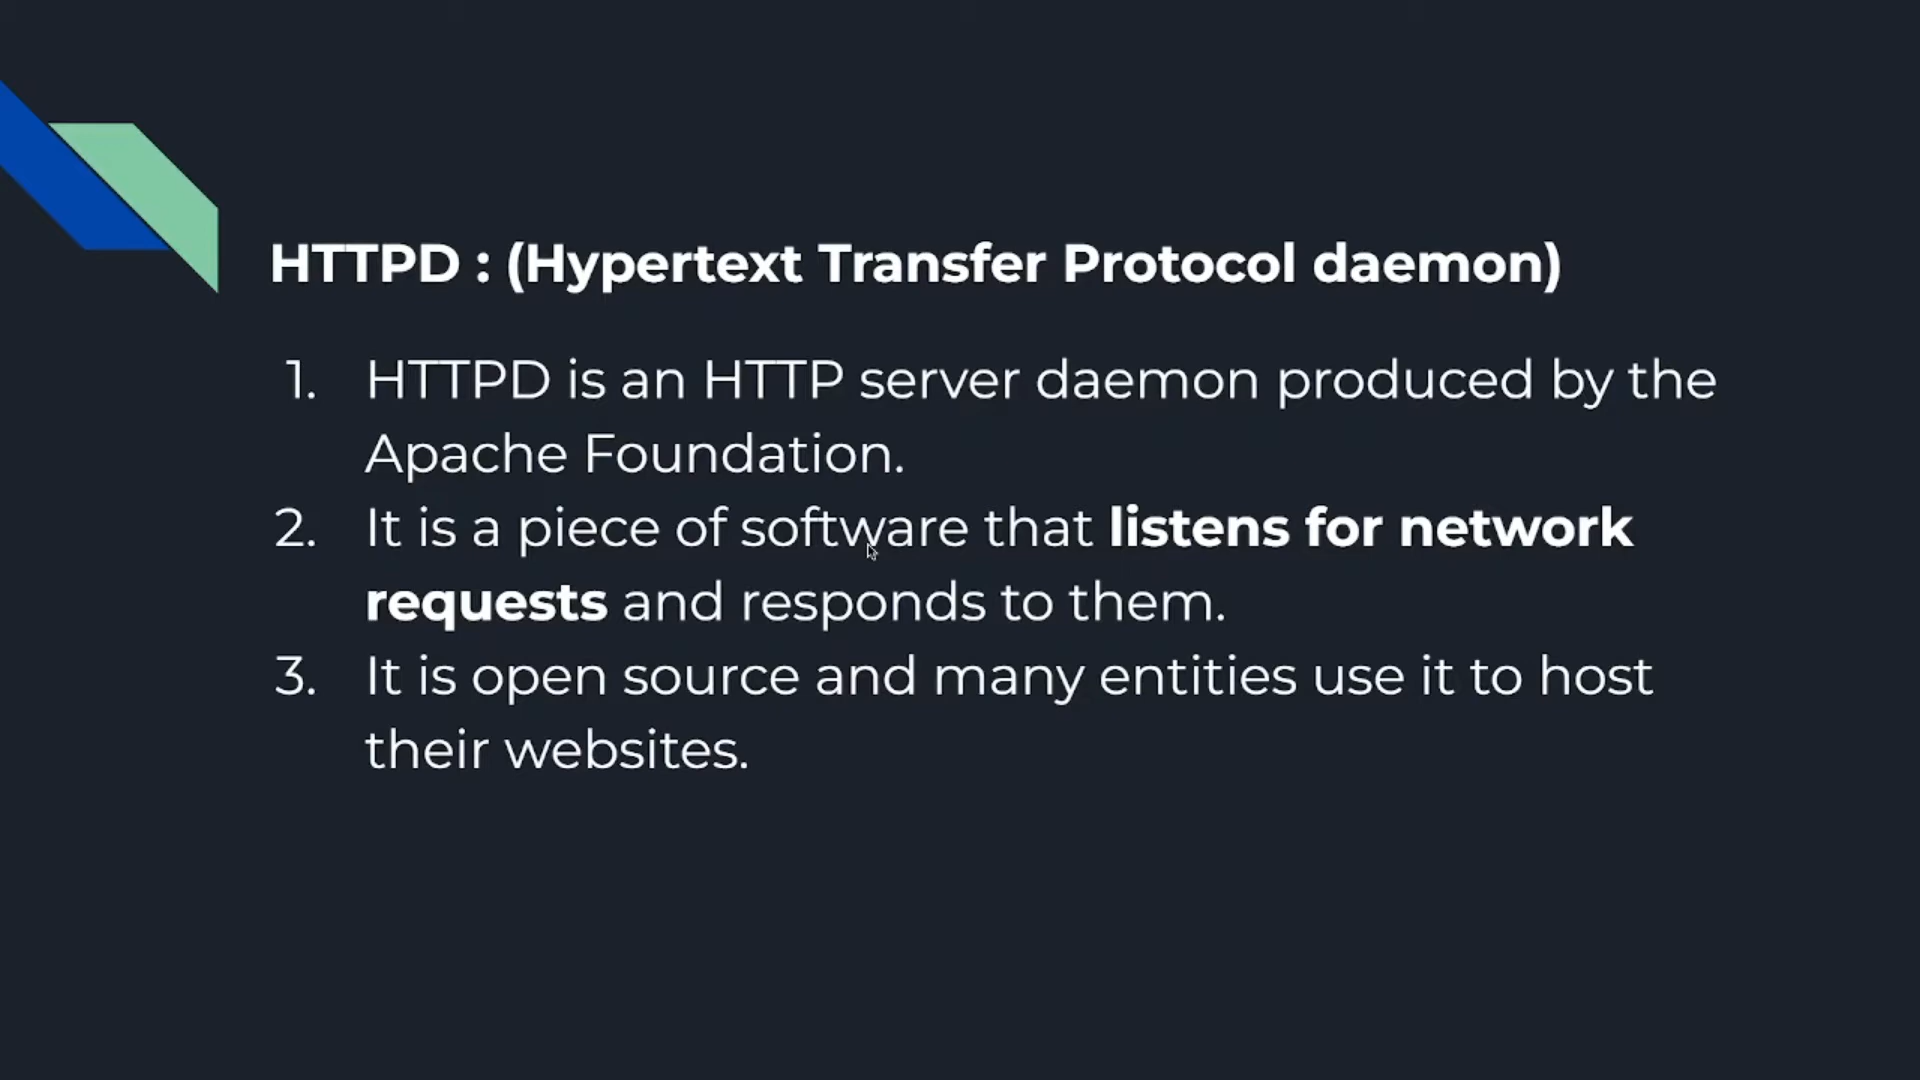 HTTPD : (Hypertext Transfer Protocol daemon)
1. HTTPD is an HTTP server daemon produced by the
Apache Foundation.
2. It is a piece of software that listens for network
requests and responds to them.
3. It is open source and many entities use it to host
their websites.